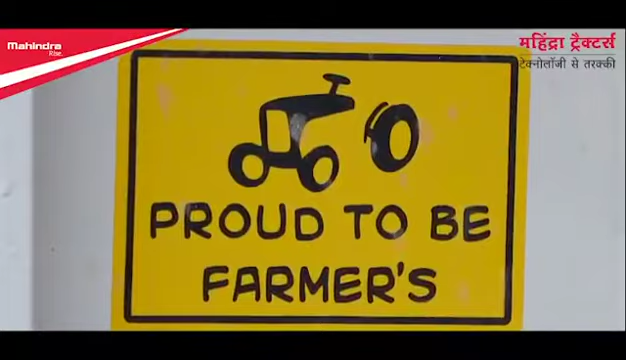 Mahindra
Rise.
महिंद्रा ट्रैक्टर्स
टेक्नोलॉजी से तरक्की
PROUD TO BE
FARMER'S